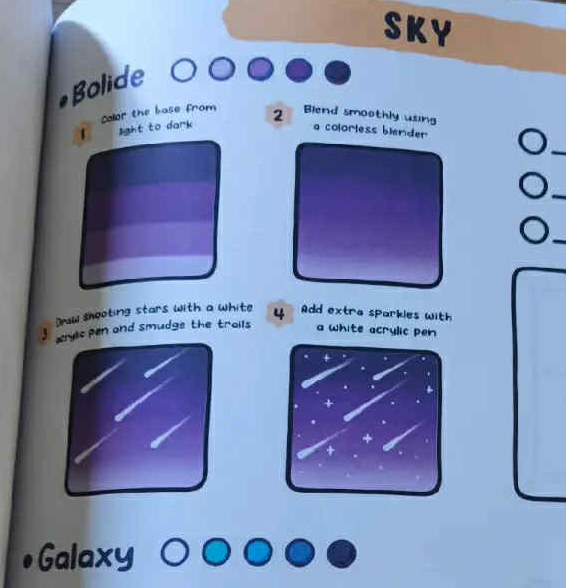 SKY
Bolide
1 Color the base from
light to dark
2 Blend smoothly using
a colorless blender
3 Draw shooting stars with a white
acrylic pen and smudge the trails
4 Add extra sparkles with
a white acrylic pen
Galaxy